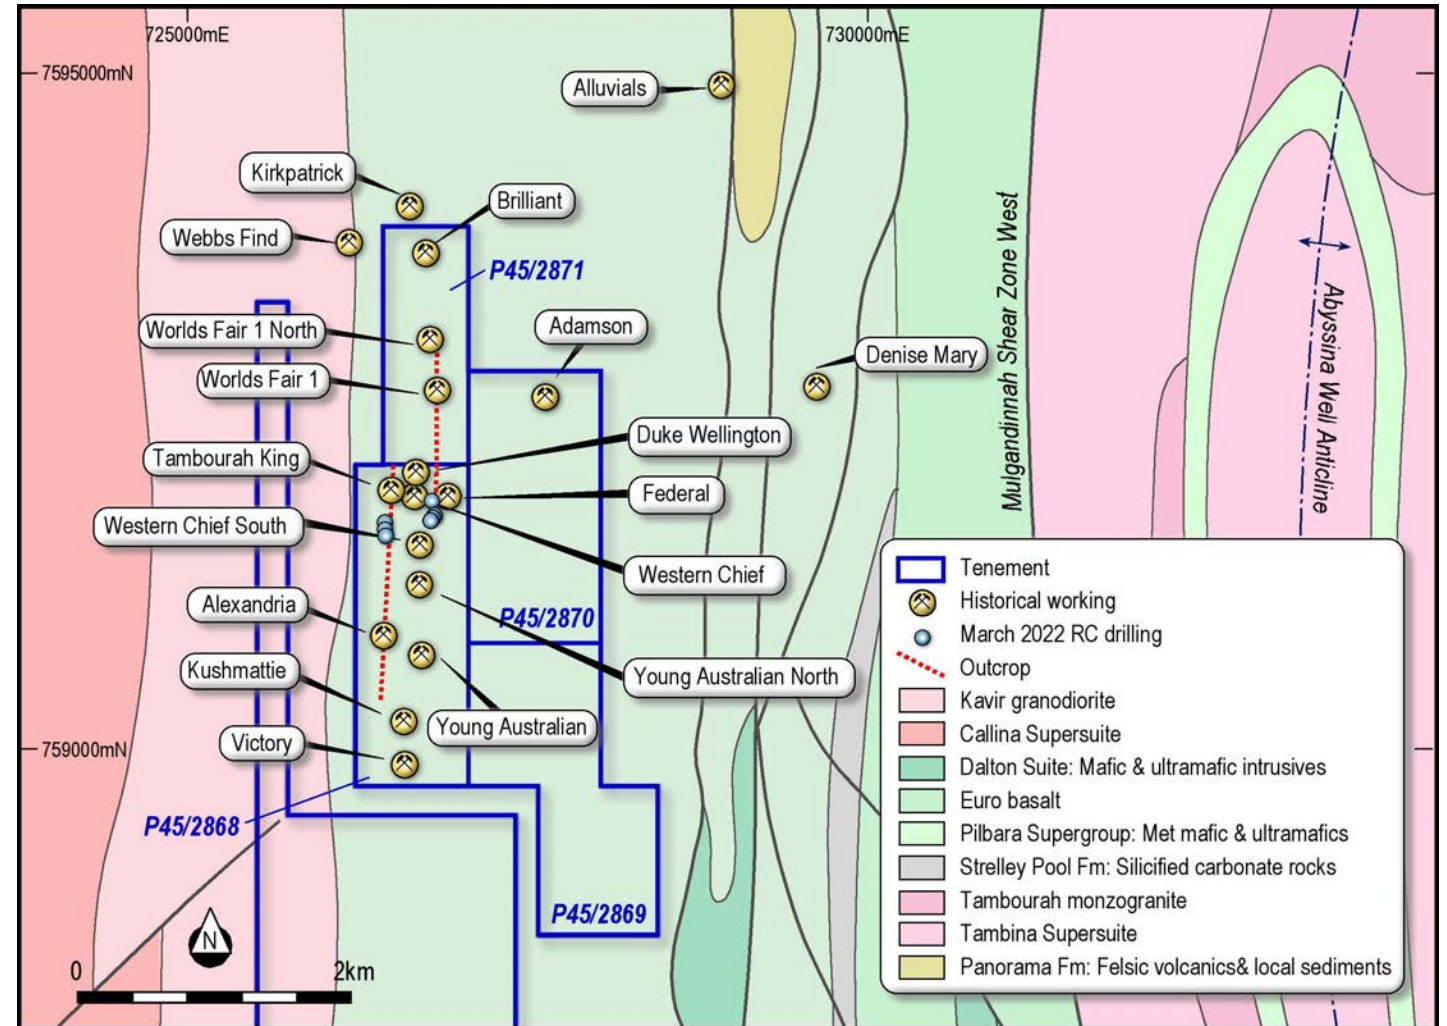 725000mE
730000mE
7595000mN
Alluvials
Kirkpatrick
Brilliant
Webbs Find
P45/2871
Worlds Fair 1 North
Adamson
Denise Mary
Worlds Fair 1
Mulgandinnah Shear Zone West
Abyssina Well Anticline
Duke Wellington
Tambourah King
Federal
Western Chief South
Western Chief
Alexandria
P45/2870
Kushmattie
Young Australian North
Young Australian
Victory
759000mN
P45/2868
P45/2869
N
0 2km
Tenement
Historical working
March 2022 RC drilling
Outcrop
Kavir granodiorite
Callina Supersuite
Dalton Suite: Mafic & ultramafic intrusives
Euro basalt
Pilbara Supergroup: Met mafic & ultramafics
Strelley Pool Fm: Silicified carbonate rocks
Tambourah monzogranite
Tambina Supersuite
Panorama Fm: Felsic volcanics& local sediments